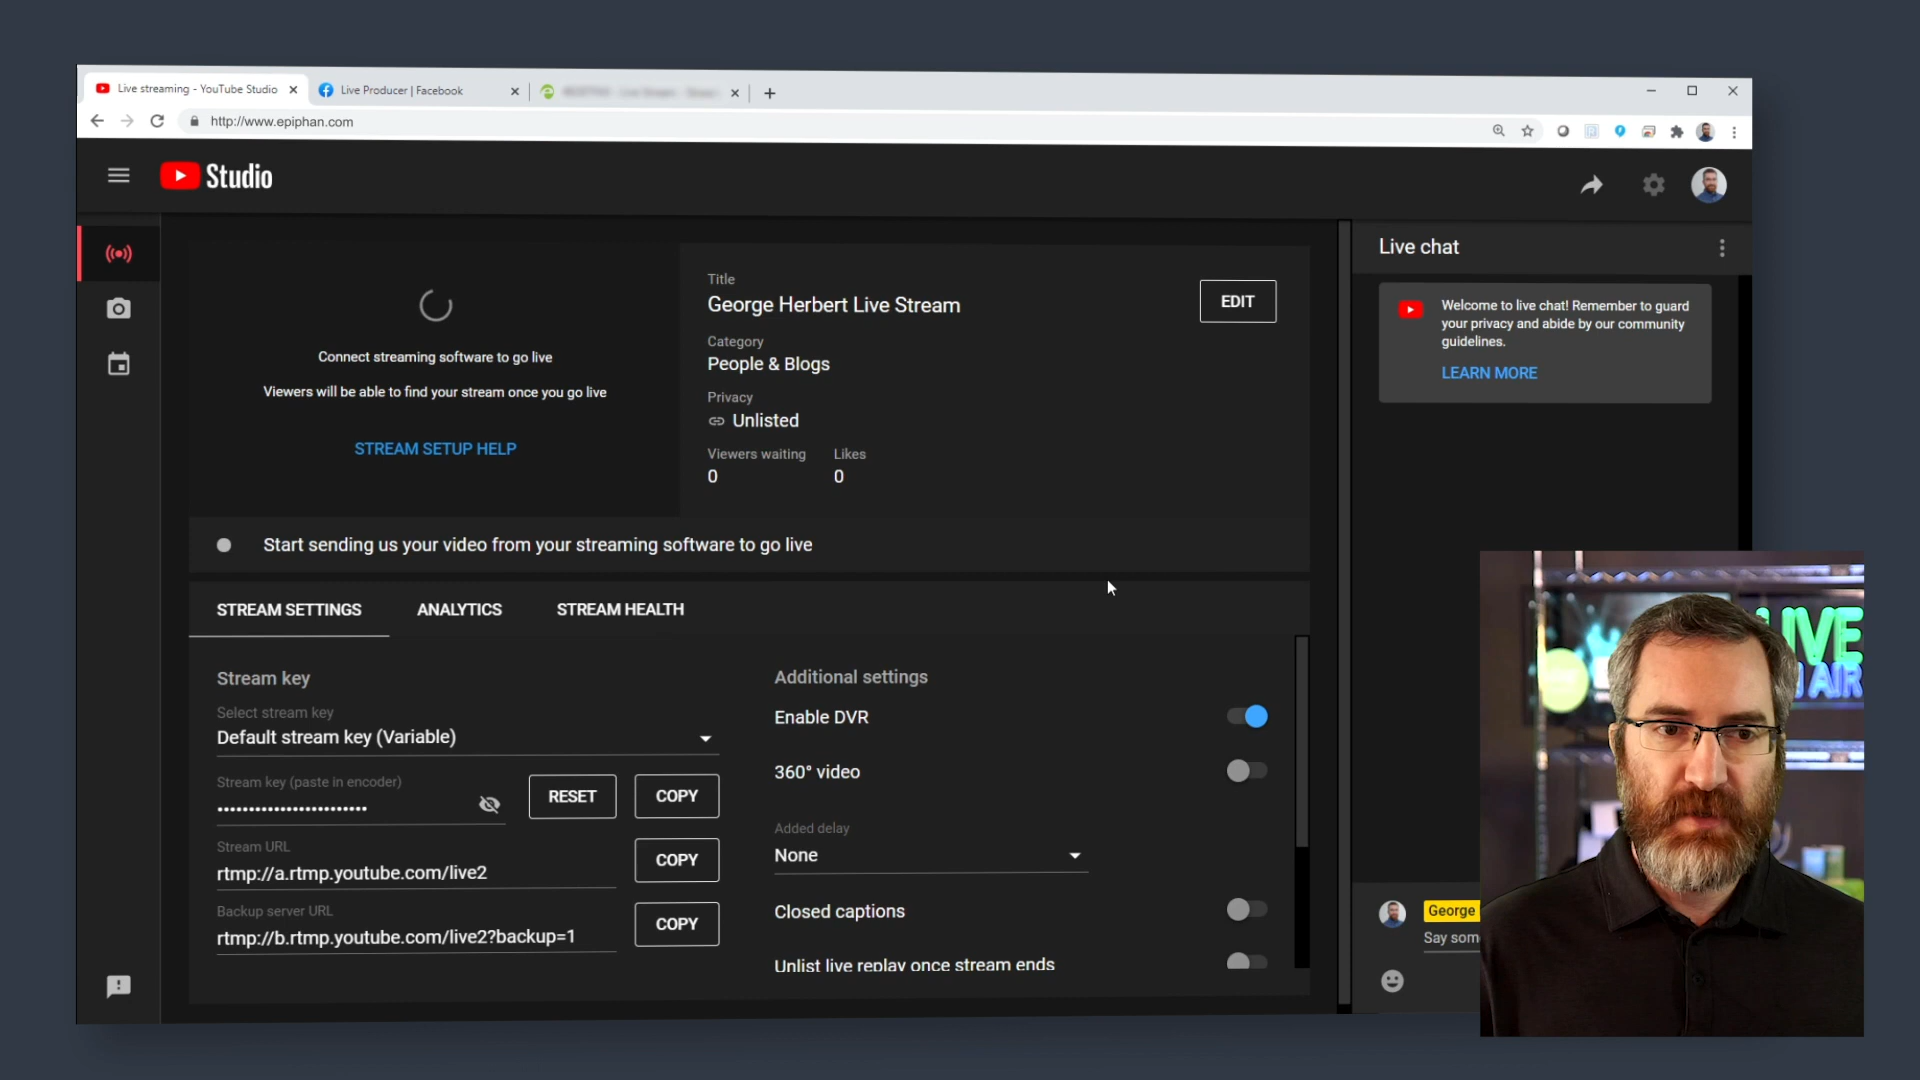 Live streaming - YouTube Studio
Live Producer | Facebook
http://www.epiphan.com
Studio
Title
George Herbert Live Stream
EDIT
Category
People & Blogs
Privacy
Unlisted
Viewers waiting
Likes
0
0
Connect streaming software to go live
Viewers will be able to find your stream once you go live
STREAM SETUP HELP
Start sending us your video from your streaming software to go live
STREAM SETTINGS
ANALYTICS
STREAM HEALTH
Stream key
Select stream key
Default stream key (Variable)
Stream key (paste in encoder)
••••••••••••••••••••••••
RESET
COPY
Stream URL
rtmp://a.rtmp.youtube.com/live2
COPY
Backup server URL
rtmp://b.rtmp.youtube.com/live2?backup=1
COPY
Additional settings
Enable DVR
360° video
Added delay
None
Closed captions
Unlist live replay once stream ends
Live chat
Welcome to live chat! Remember to guard
your privacy and abide by our community
guidelines.
LEARN MORE
George
Say som
LIVE
AIR